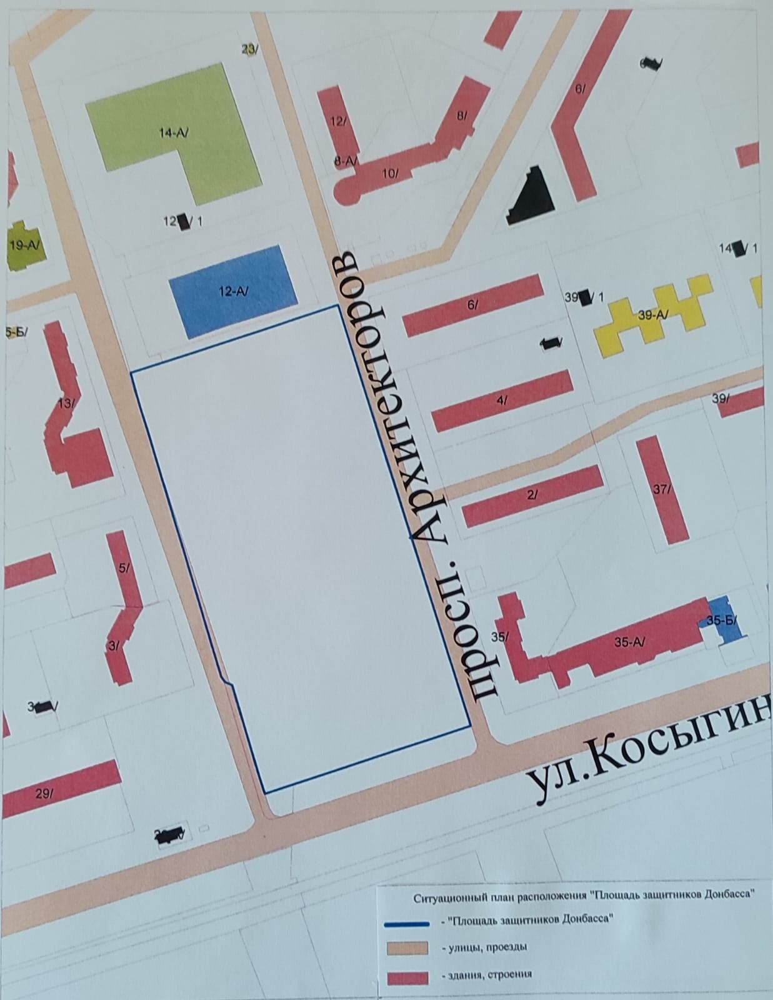 23/
12/
8/
6/
14-А/
8-А/
10/
12 / 1
19-А/
12-А/
14 / 1
6/
39 / 1
39-А/
5-Б/
13/
4/
39/
2/
37/
5/
35-Б/
35/
35-А/
3/
29/
просп. Архитекторов
ул.Косыгин
Ситуационный план расположения "Площадь защитников Донбасса"
- "Площадь защитников Донбасса"
- улицы, проезды
- здания, строения